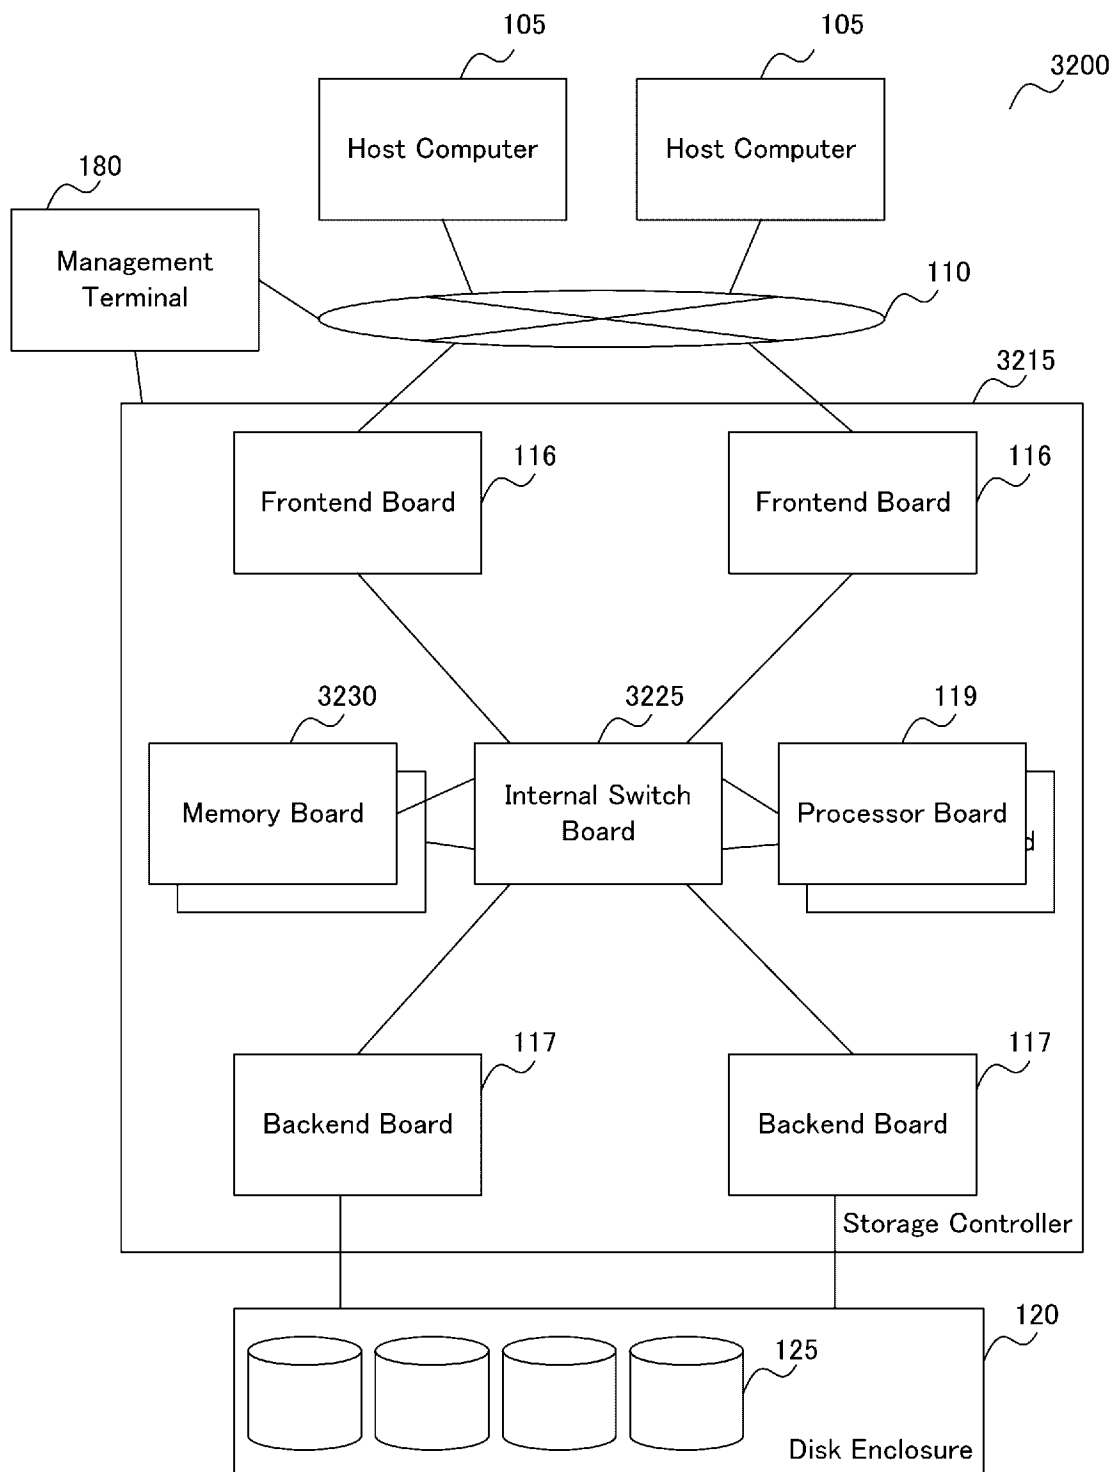 105
105
3200
Host Computer
Host Computer
180
Management
Terminal
110
3215
116
116
Frontend Board
Frontend Board
3230
3225
119
Memory Board
Internal Switch
Board
Processor Board
d
117
117
Backend Board
Backend Board
Storage Controller
120
125
Disk Enclosure